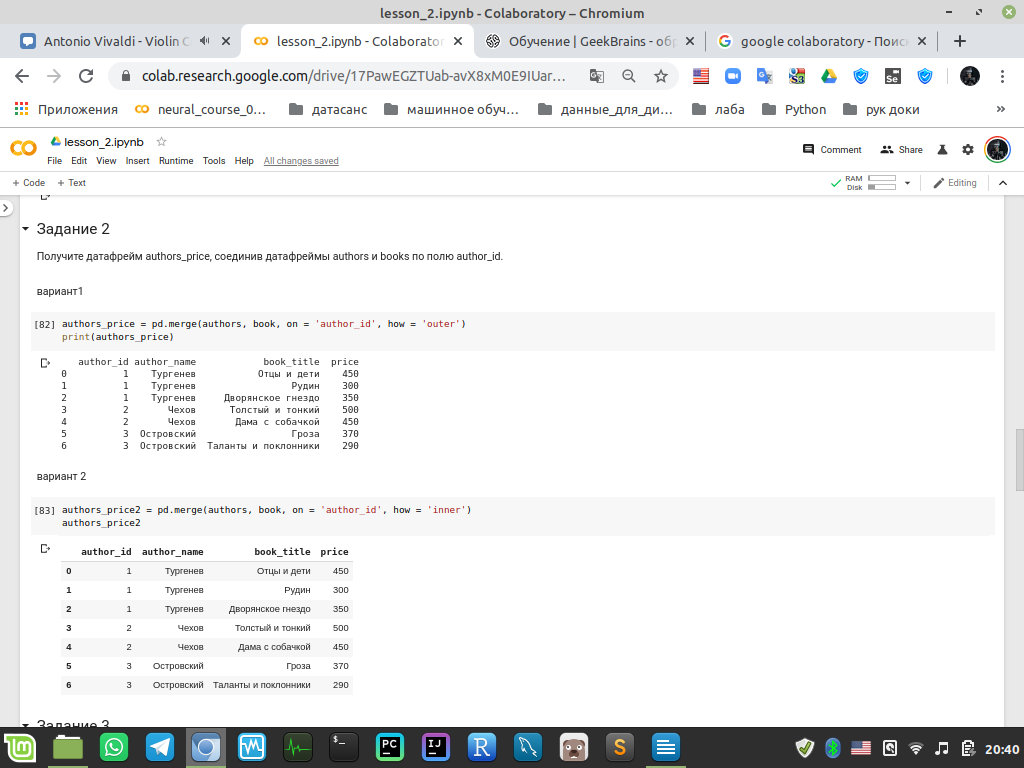 lesson_2.ipynb - Colaboratory – Chromium
Antonio Vivaldi - Violin C
lesson_2.ipynb - Colaborator
Обучение | GeekBrains - обр
google colaboratory - Поис
colab.research.google.com/drive/17PawEGZTUab-avX8xM0E9IUar...
Приложения
neural_course_0...
датасанс
машинное обуч...
данные_для_ди...
лаба
Python
рук доки
lesson_2.ipynb
File Edit View Insert Runtime Tools Help All changes saved
Comment
Share
+ Code + Text
RAM
Disk
Editing
Задание 2
Получите датафрейм authors_price, соединив датафреймы authors и books по полю author_id.
вариант1
[82] authors_price = pd.merge(authors, book, on = 'author_id', how = 'outer')
print(authors_price)
author_id author_name book_title price
0 1 Тургенев Отцы и дети 450
1 1 Тургенев Рудин 300
2 1 Тургенев Дворянское гнездо 350
3 2 Чехов Толстый и тонкий 500
4 2 Чехов Дама с собачкой 450
5 3 Островский Гроза 370
6 3 Островский Таланты и поклонники 290
вариант 2
[83] authors_price2 = pd.merge(authors, book, on = 'author_id', how = 'inner')
authors_price2
author_id author_name book_title price
0 1 Тургенев Отцы и дети 450
1 1 Тургенев Рудин 300
2 1 Тургенев Дворянское гнездо 350
3 2 Чехов Толстый и тонкий 500
4 2 Чехов Дама с собачкой 450
5 3 Островский Гроза 370
6 3 Островский Таланты и поклонники 290
Задание 3
20:40